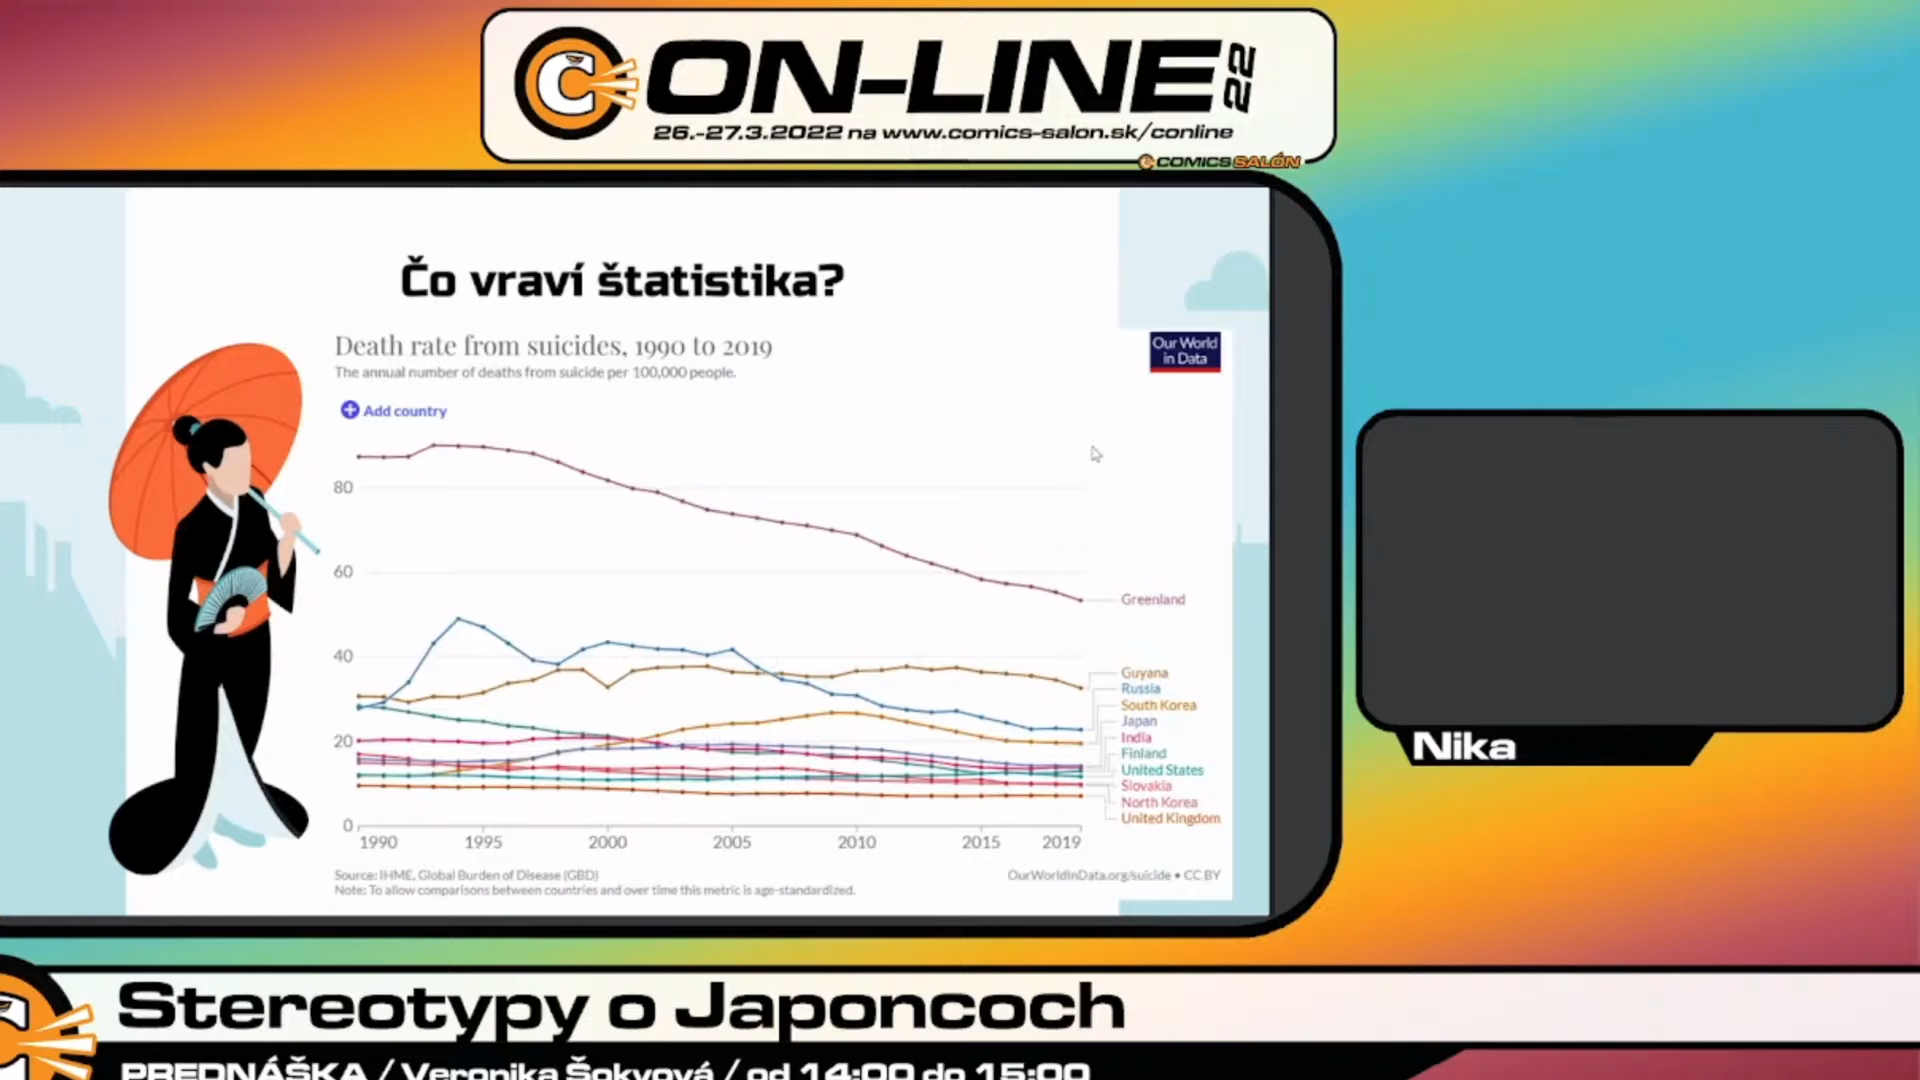 Č ON-LINE 22
26.-27.3.2022 na www.comics-salon.sk/conline
COMICS SALÓN
Čo vraví štatistika?
Death rate from suicides, 1990 to 2019
The annual number of deaths from suicide per 100,000 people.
Our World
in Data
Add country
80
60
40
20
0
Greenland
Guyana
Russia
South Korea
Japan
India
Finland
United States
Slovakia
North Korea
United Kingdom
1990 1995 2000 2005 2010 2015 2019
Source: IHME, Global Burden of Disease (GBD)
OurWorldInData.org/suicide • CC BY
Note: To allow comparisons between countries and over time this metric is age-standardized.
Nika
Stereotypy o Japoncoch
PREDNÁŠKA / Veronika Šokyová / od 14:00 do 15:00